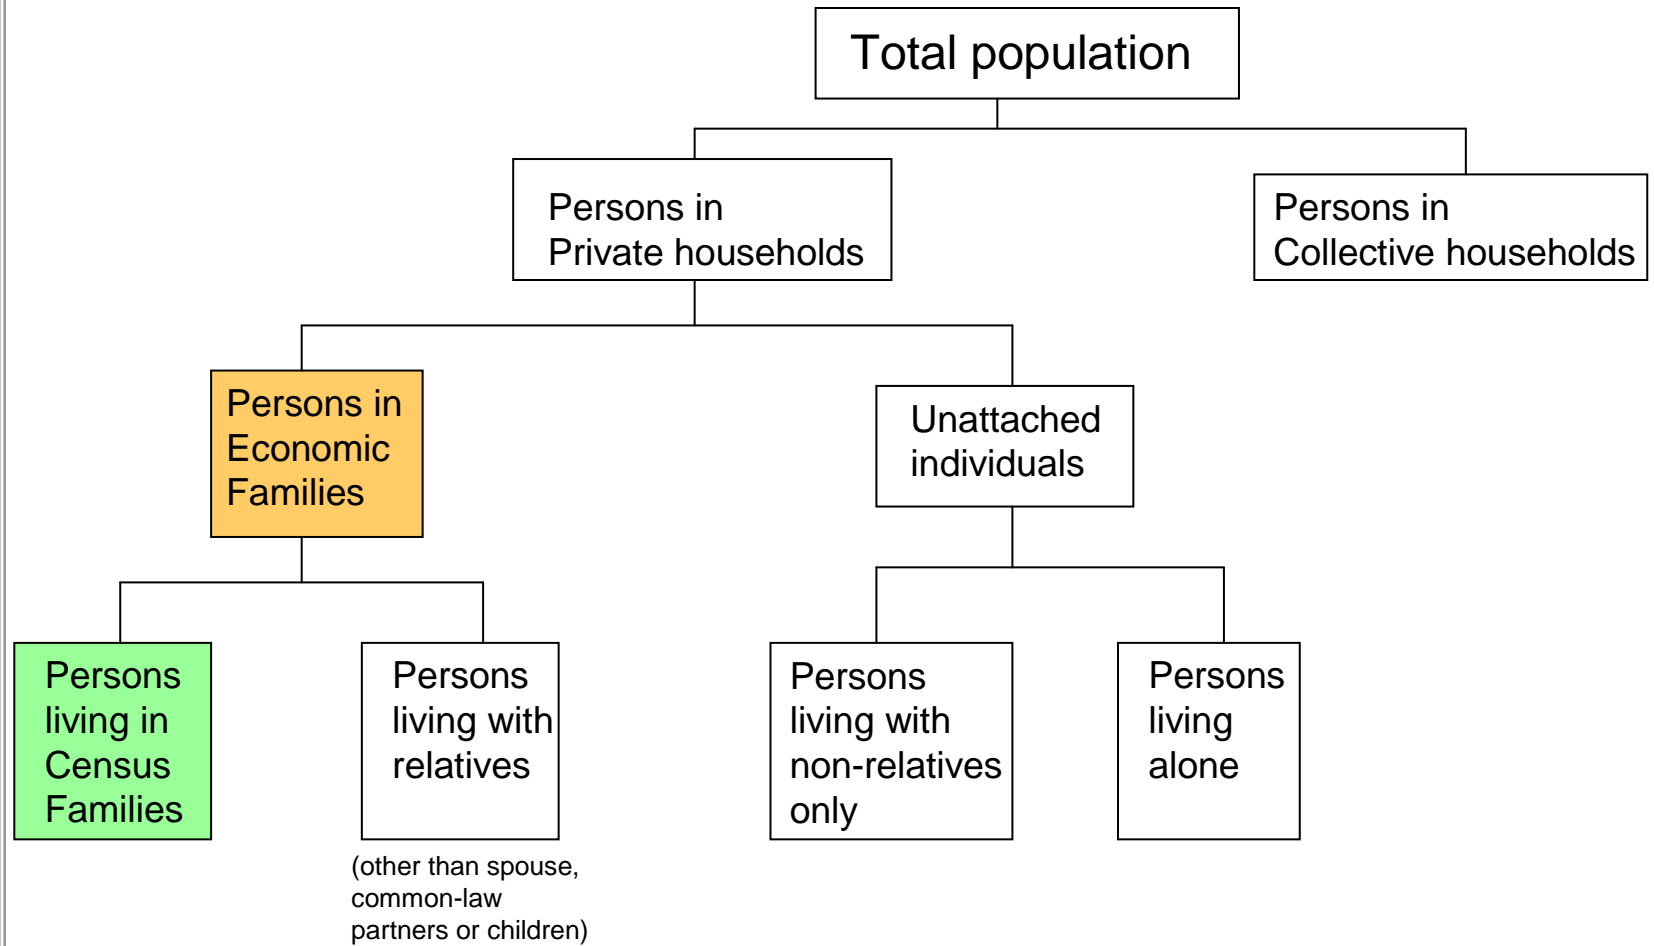 Total population
Persons in
Private households
Persons in
Collective households
Persons in
Economic
Families
Unattached
individuals
Persons
living in
Census
Families
Persons
living with
relatives
(other than spouse,
common-law
partners or children)
Persons
living with
non-relatives
only
Persons
living
alone